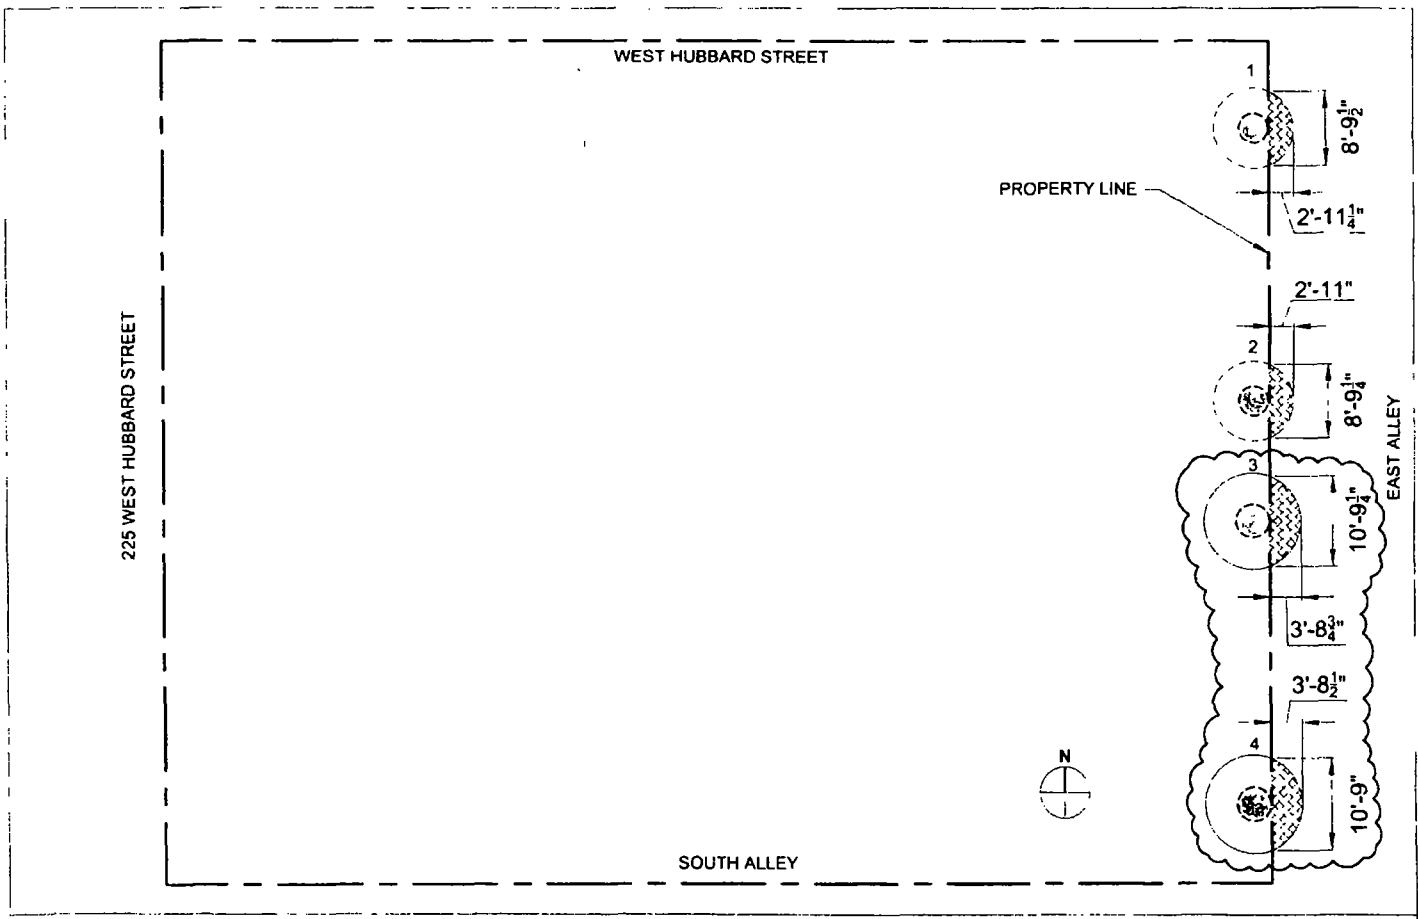 WEST HUBBARD STREET
1
8'-9½"
PROPERTY LINE
2'-11¼"
2'-11"
2
8'-9¼"
225 WEST HUBBARD STREET
EAST ALLEY
3
10'-9¼"
3'-8¾"
3'-8½"
4
N
10'-9"
SOUTH ALLEY